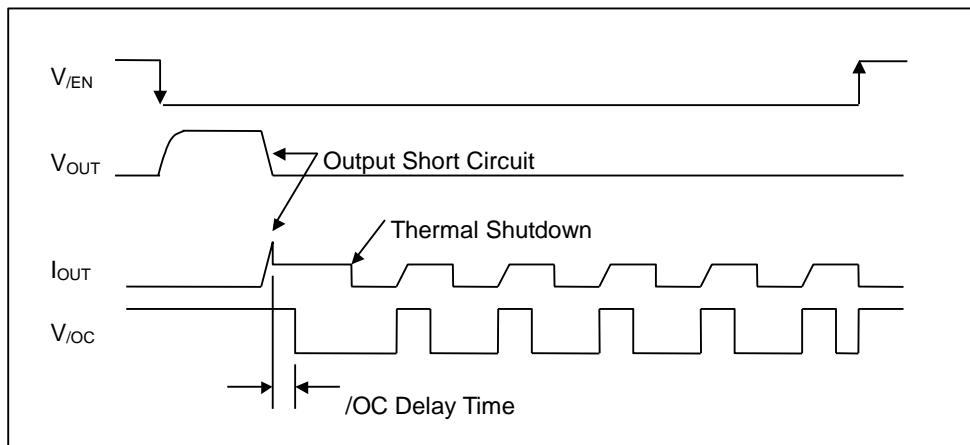 V/EN
VOUT
Output Short Circuit
Thermal Shutdown
IOUT
V/OC
/OC Delay Time